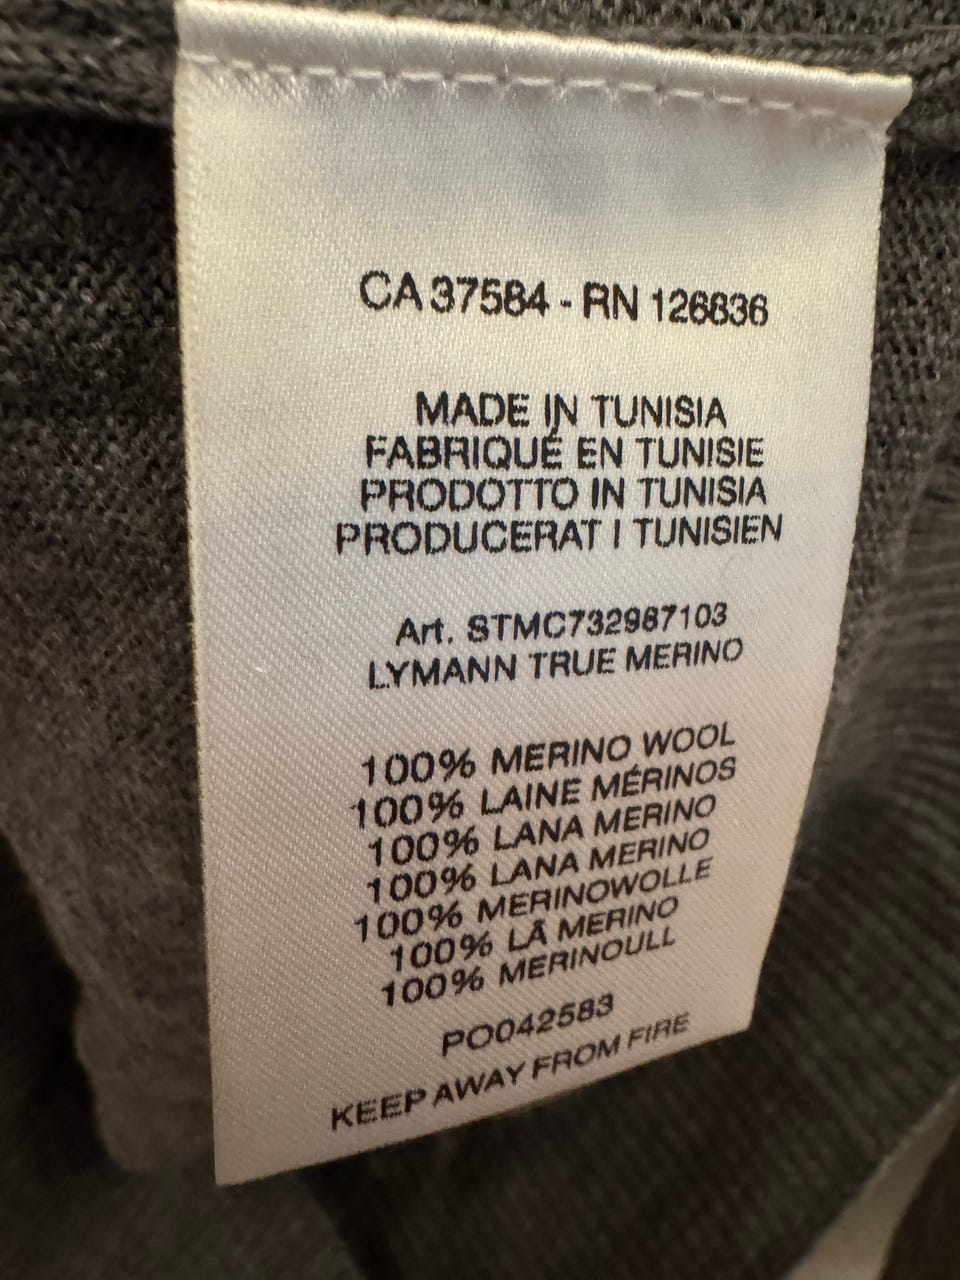 CA 37584 - RN 126836
MADE IN TUNISIA
FABRIQUÉ EN TUNISIE
PRODOTTO IN TUNISIA
PRODUCERAT I TUNISIEN
Art. STMC732987103
LYMANN TRUE MERINO
100% MERINO WOOL
100% LAINE MÉRINOS
100% LANA MERINO
100% LANA MERINO
100% MERINOWOLLE
100% LÃ MERINO
100% MERINOULL
PO042583
KEEP AWAY FROM FIRE